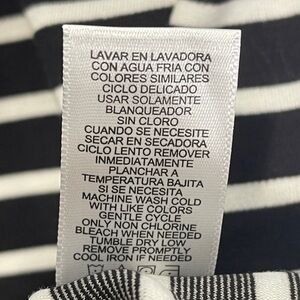 LAVAR EN LAVADORA
CON AGUA FRIA CON
COLORES SIMILARES
CICLO DELICADO
USAR SOLAMENTE
BLANQUEADOR
SIN CLORO
CUANDO SE NECESITE
SECAR EN SECADORA
CICLO LENTO REMOVER
INMEDIATAMENTE
PLANCHAR A
TEMPERATURA BAJITA
SI SE NECESITA
MACHINE WASH COLD
WITH LIKE COLORS
GENTLE CYCLE
ONLY NON CHLORINE
BLEACH WHEN NEEDED
TUMBLE DRY LOW
REMOVE PROMPTLY
COOL IRON IF NEEDED